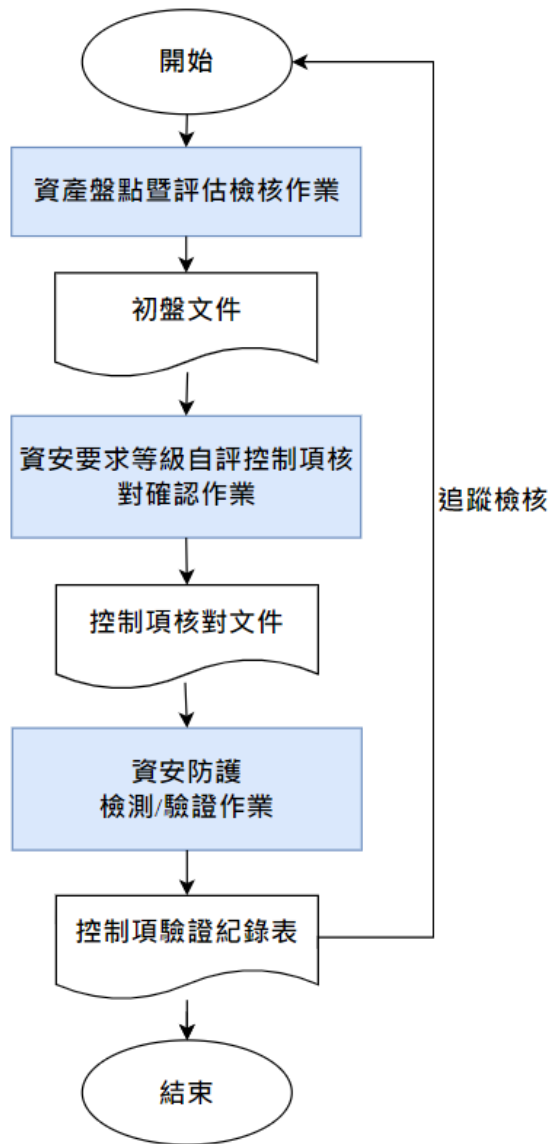 開始
資產盤點暨評估檢核作業
初盤文件
資安要求等級自評控制項核
對確認作業
追蹤檢核
控制項核對文件
資安防護
檢測/驗證作業
控制項驗證紀錄表
結束